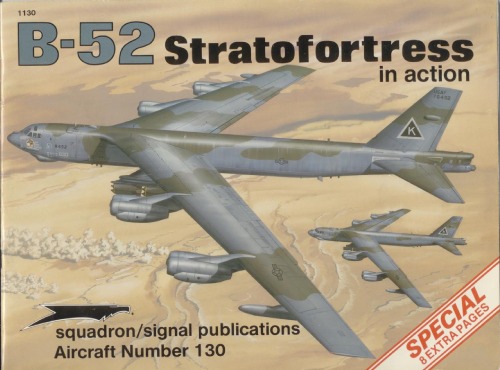 1130
B-52 Stratofortress
in action
K
squadron/signal publications
Aircraft Number 130
SPECIAL
8 EXTRA PAGES